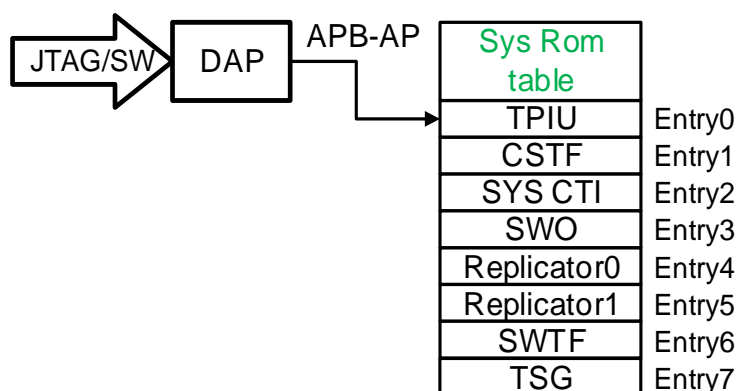 JTAG/SW
DAP
APB-AP
Sys Rom
table
TPIU Entry0
CSTF Entry1
SYS CTI Entry2
SWO Entry3
Replicator0 Entry4
Replicator1 Entry5
SWTF Entry6
TSG Entry7